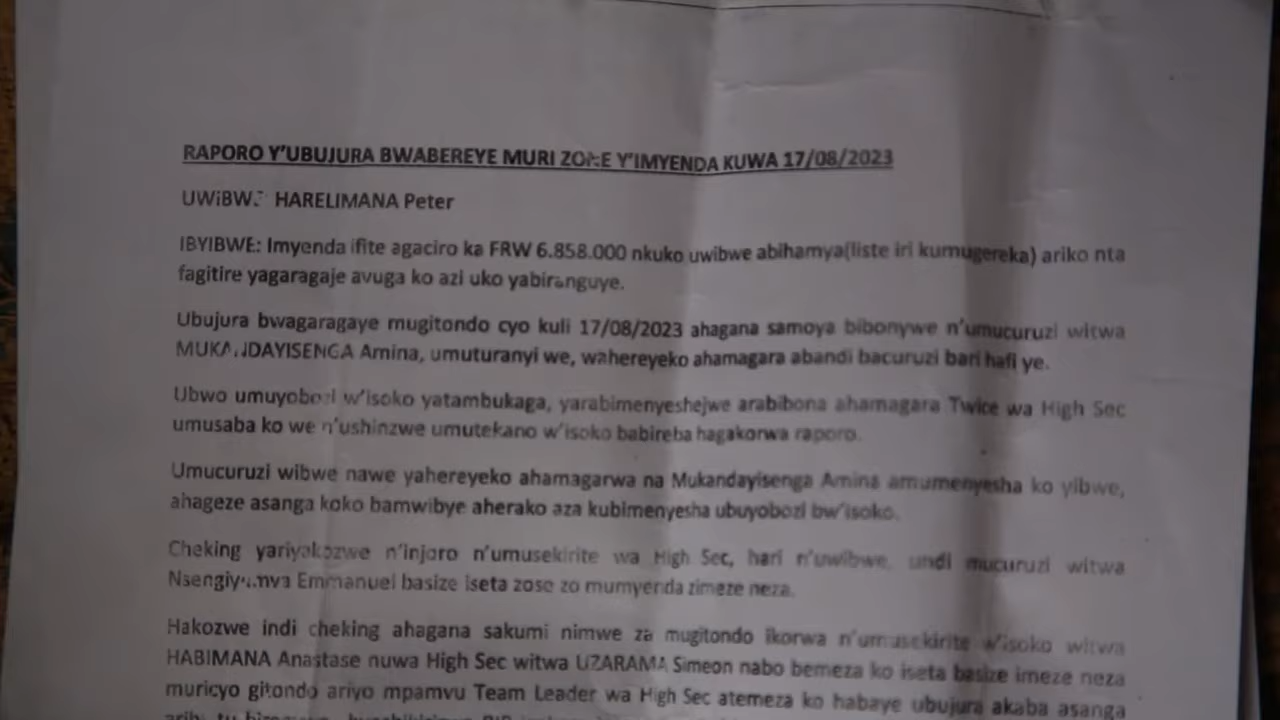 RAPORO Y'UBUJURA BWABEREYE MURI ZONE Y'IMYENDA KUWA 17/08/2023
HARELIMANA Peter
IBYIBWE: Imyenda ifite agaciro ka FRW 6.858.000 nkuko uwibwe abihamya(liste iri kumugereka) ariko nta
fagitire yagaragaje avuga ko azi uko yabiranguye.
Ubujura bwagaragaye mugitondo cyo kuli 17/08/2023 ahagana samoya bibonywe n'umucuruzi witwa
MUKANDAYISENGA Amina, umuturanyi we, wahereyeko ahamagara abandi bacuruzi bari hafi ye.
Ubwo umuyobozi w'isoko yatambukaga, yarabimenyeshejwe arabibona ahamagara Twice wa High Sec
umusaba ko we n'ushinzwe umutekano w'isoko babireba hagakorwa raporo.
Umucuruzi wibwe nawe yahereyeko ahamagarwa na Mukandayisenga Amina amumenyesha ko yibwe,
ahageze asanga koko bamwibye aherako aza kubimenyesha ubuyobozi bw'isoko.
Cheking yariyakozwe n'injoro n'umusekirite wa High Sec, hari n'uwibwe, undi mucuruzi witwa
Nsengiyumva Emmanuel basize iseta zose zo mumyenda zimeze neza.
Hakozwe indi cheking ahagana sakumi nimwe za mugitondo ikorwa n'umusekirite w'isoko witwa
HABIMANA Anastase nuwa High Sec witwa UZARAMA Simeon nabo bemeza ko iseta basize imeze neza
muricyo gitondo ariyo mpamvu Team Leader wa High Sec atemeza ko habaye ubujura akaba asanga